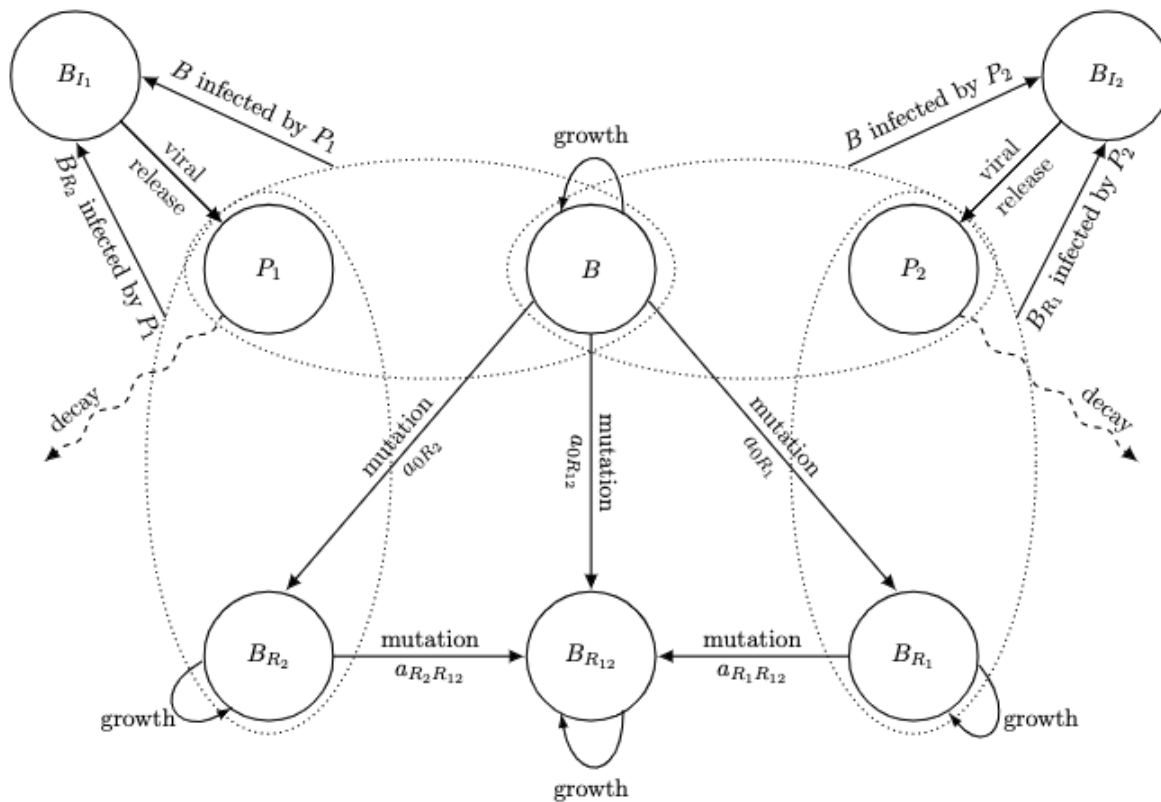 B_{I_1}
B infected by P_1
B_{R_2} infected by P_1
viral
release
growth
B infected by P_2
B_{I_2}
viral
release
B_{R_1} infected by P_2
P_1
B
P_2
decay
decay
mutation
a_{0R_2}
mutation
a_{0R_{12}}
mutation
a_{0R_1}
B_{R_2}
mutation
a_{R_2R_{12}}
B_{R_{12}}
mutation
a_{R_1R_{12}}
B_{R_1}
growth
growth
growth